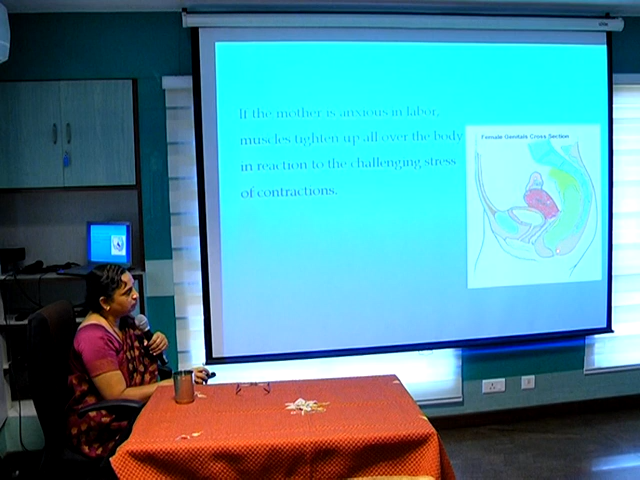 If the mother is anxious in labor,
muscles tighten up all over the body
in reaction to the challenging stress
of contractions.
Female Genitals Cross Section